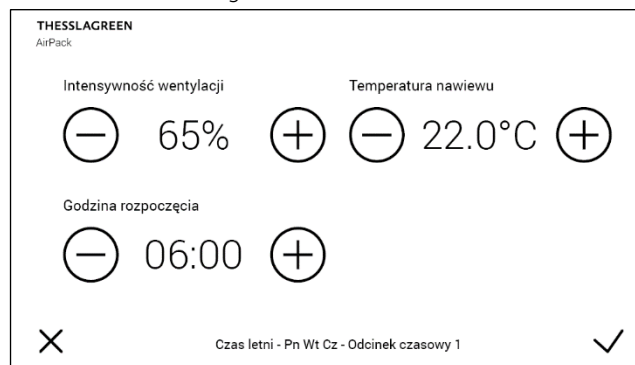 THESSLAGREEN
AirPack
Intensywność wentylacji Temperatura nawiewu
65% 22.0°C
Godzina rozpoczęcia
06:00
Czas letni - Pn Wt Cz - Odcinek czasowy 1